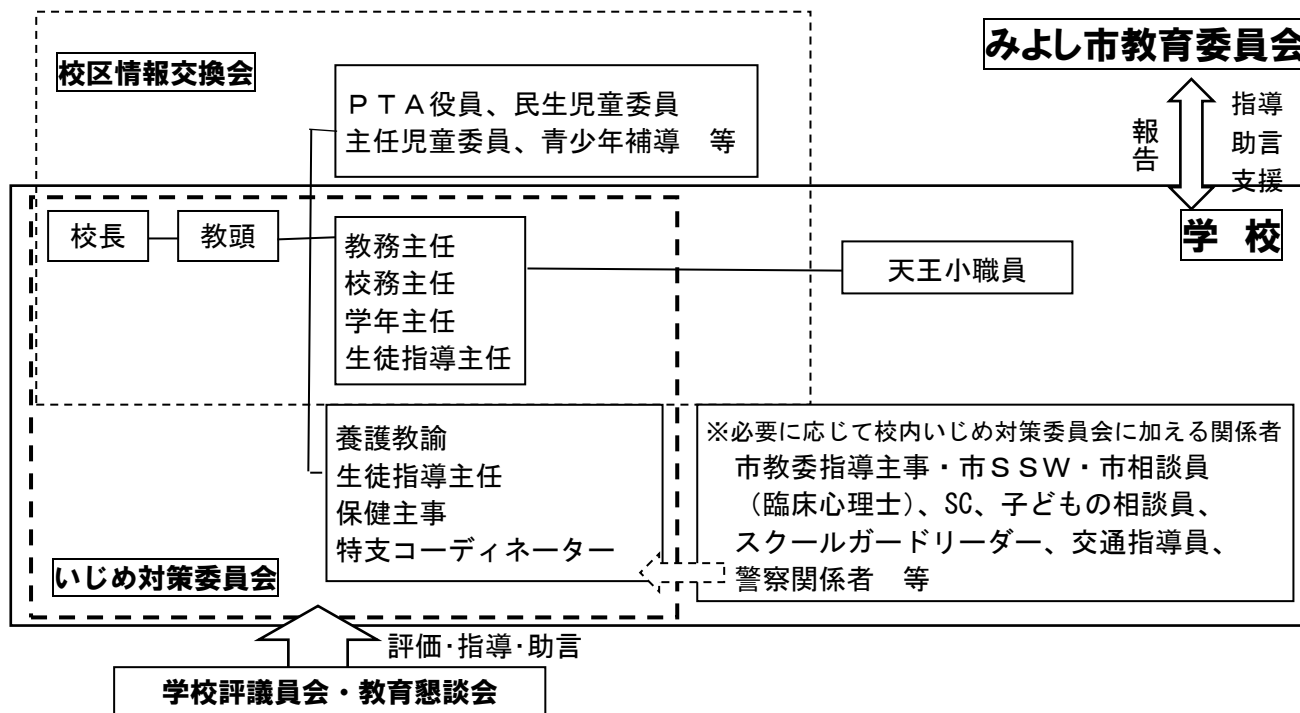 みよし市教育委員会
校区情報交換会
ＰＴＡ役員、民生児童委員
主任児童委員、青少年補導　等
報告
指導
助言
支援
学　校
校長
教頭
教務主任
校務主任
学年主任
生徒指導主任
天王小職員
養護教諭
生徒指導主任
保健主事
特支コーディネーター
※必要に応じて校内いじめ対策委員会に加える関係者
市教委指導主事・市ＳＳＷ・市相談員
（臨床心理士）、SC、子どもの相談員、
スクールガードリーダー、交通指導員、
警察関係者　等
いじめ対策委員会
評価・指導・助言
学校評議員会・教育懇談会